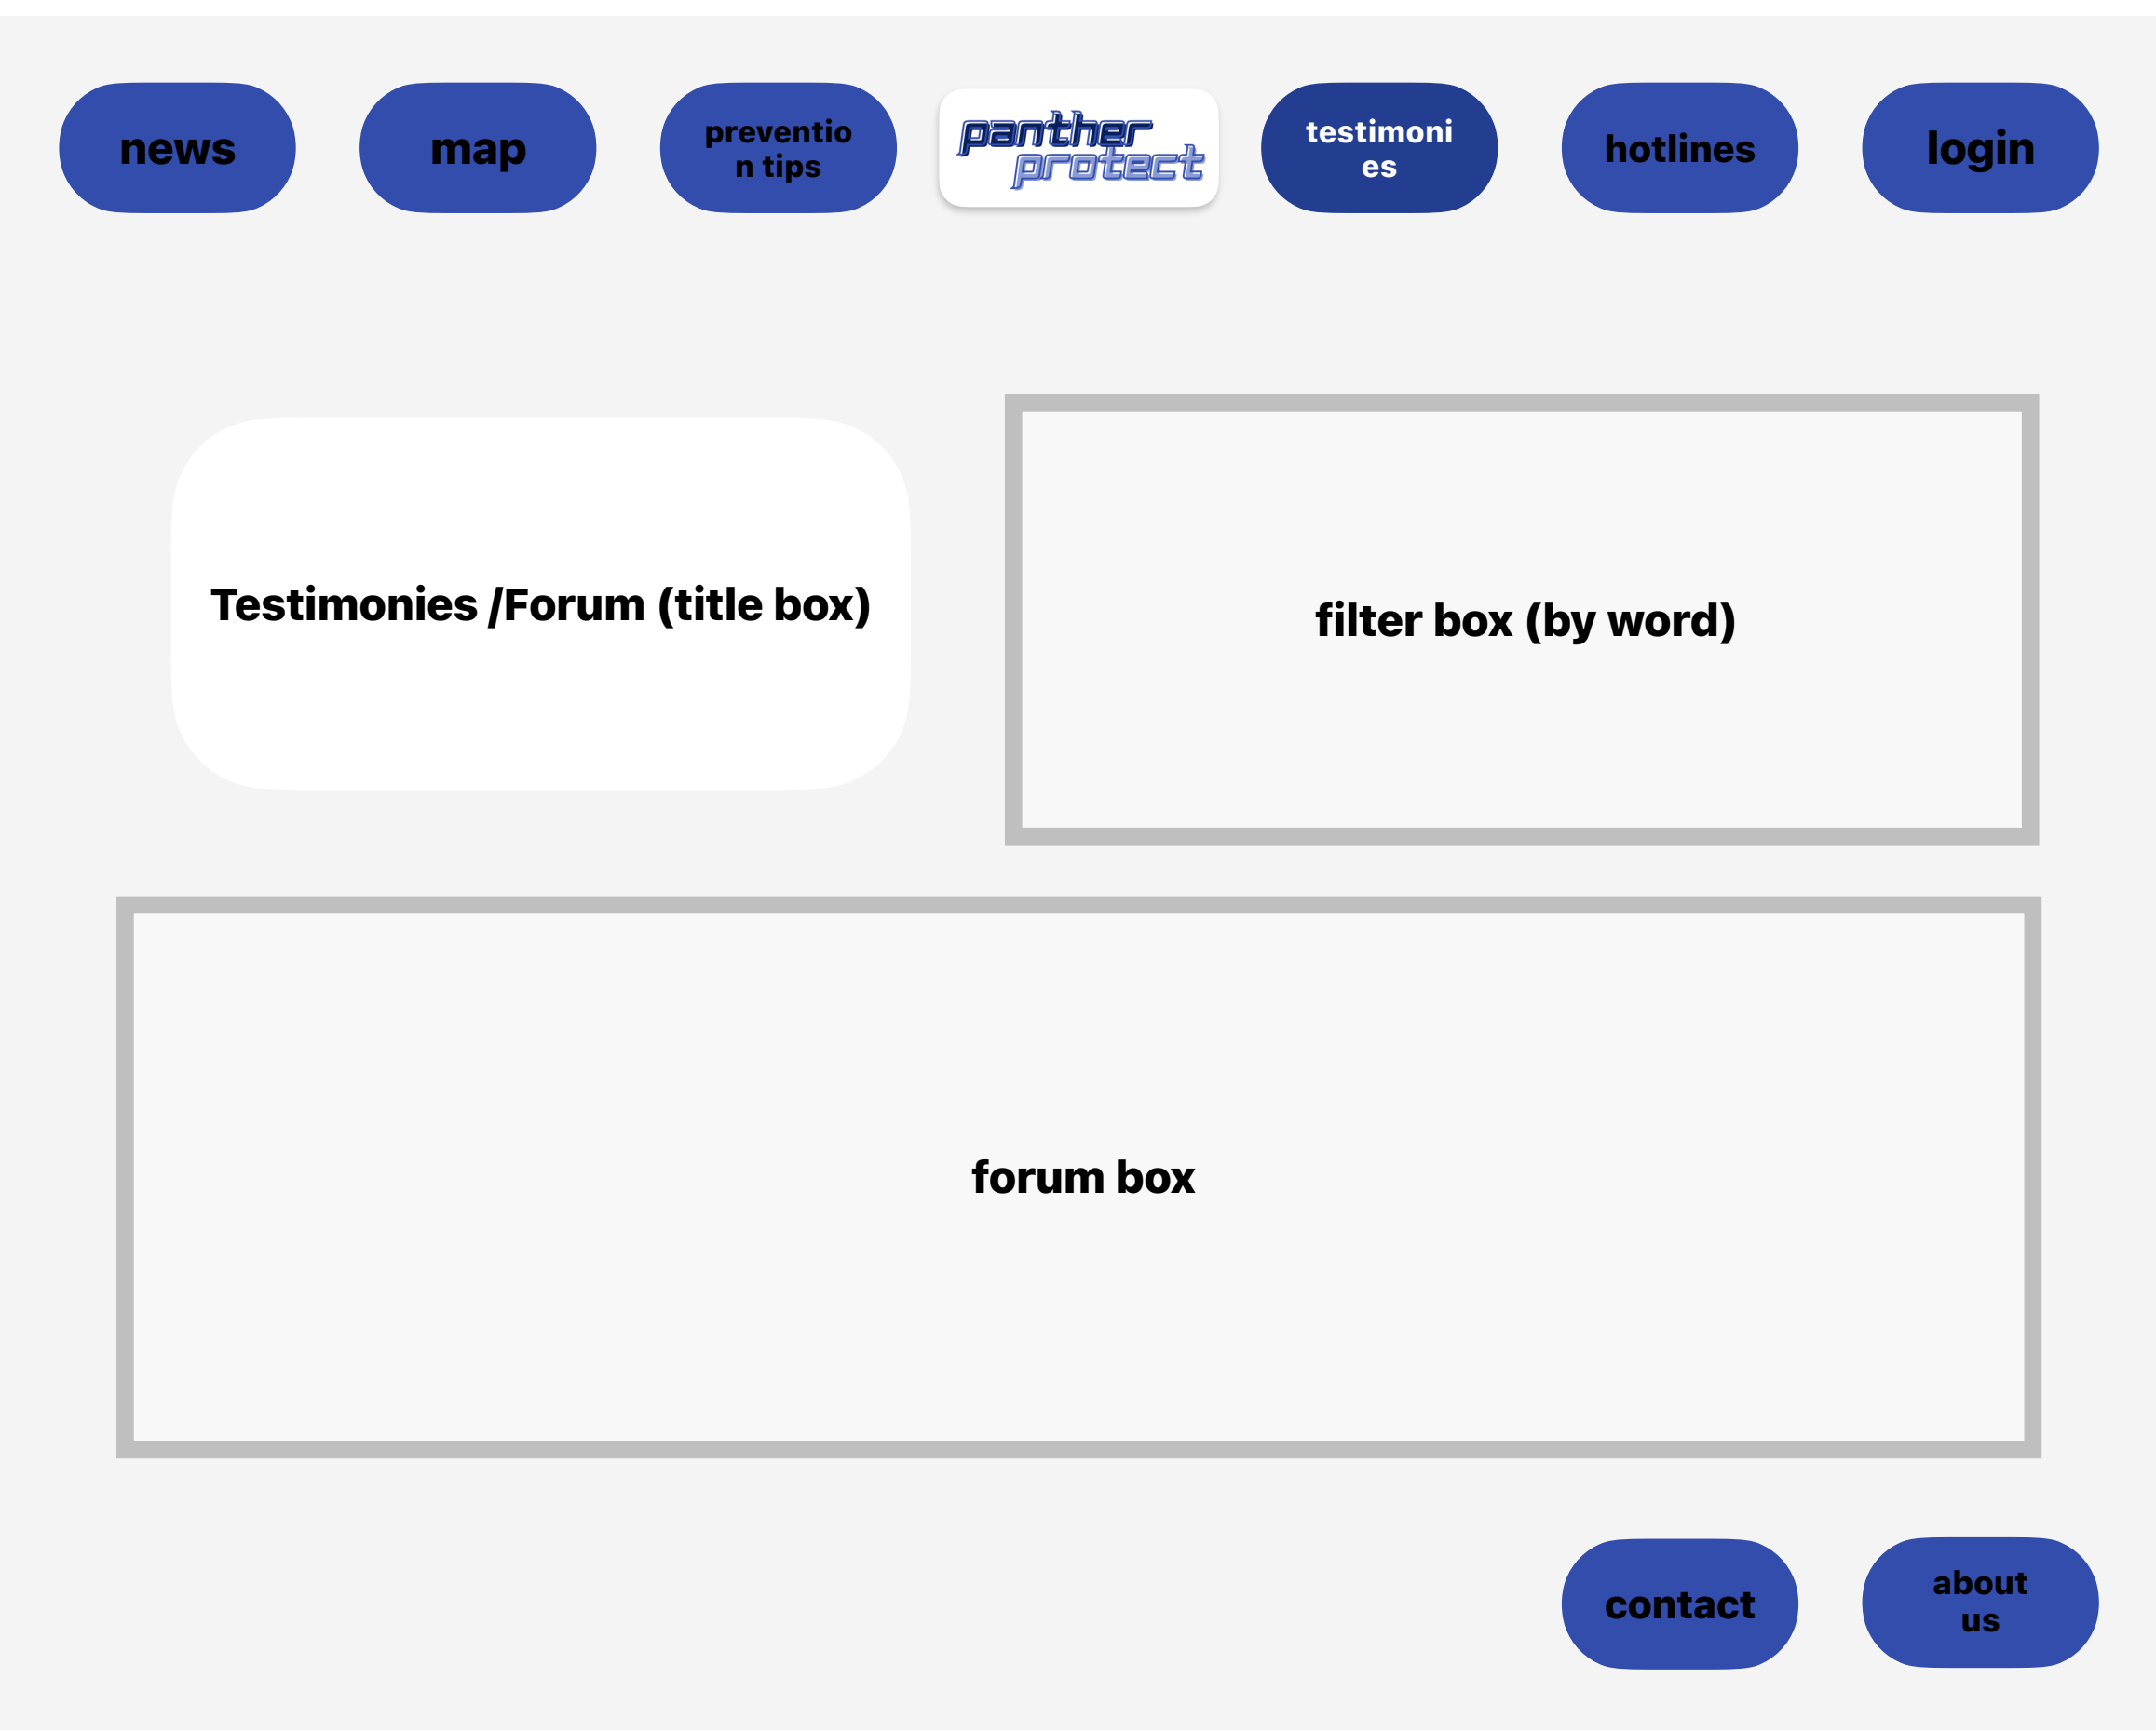 news
map
preventio
n tips
panther
protect
testimoni
es
hotlines
login
Testimonies /Forum (title box)
filter box (by word)
forum box
contact
about
us